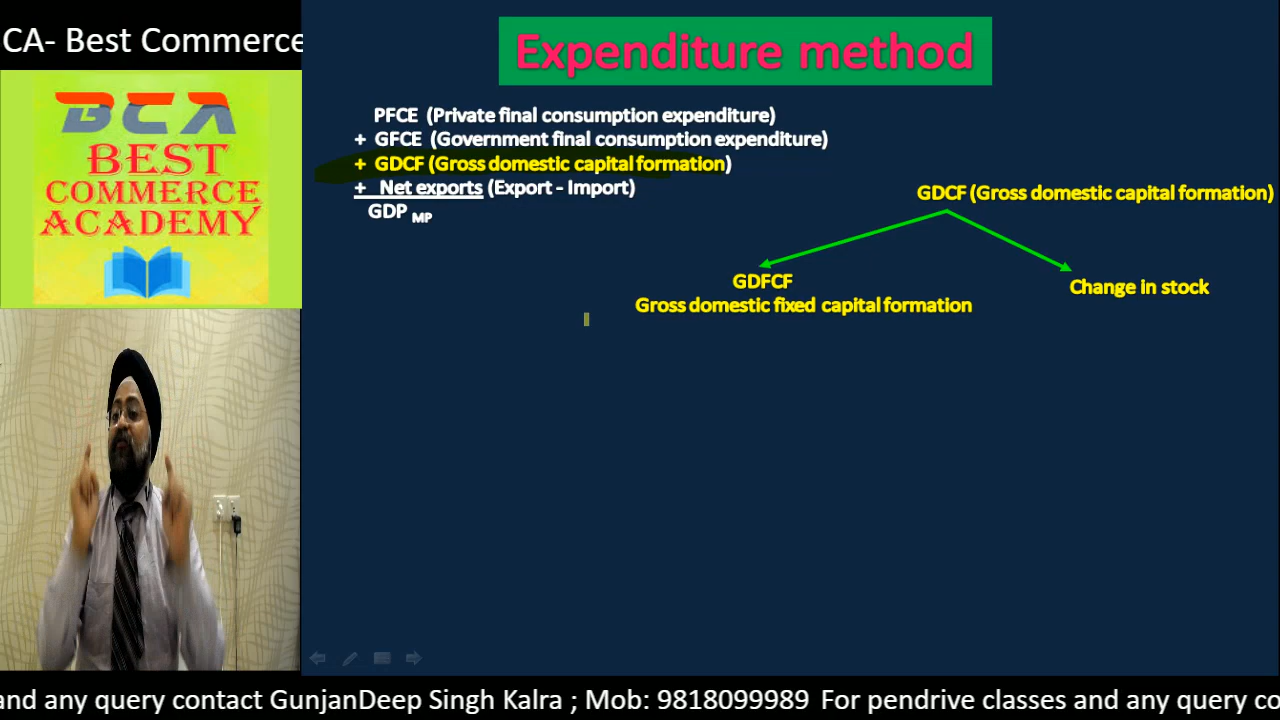 CA- Best Commerce
BCA
BEST
COMMERCE
ACADEMY
Expenditure method
PFCE (Private final consumption expenditure)
+ GFCE (Government final consumption expenditure)
+ GDCF (Gross domestic capital formation)
+ Net exports (Export - Import)
GDP MP
GDCF (Gross domestic capital formation)
GDFCF
Gross domestic fixed capital formation
Change in stock
and any query contact GunjanDeep Singh Kalra ; Mob: 9818099989 For pendrive classes and any query co